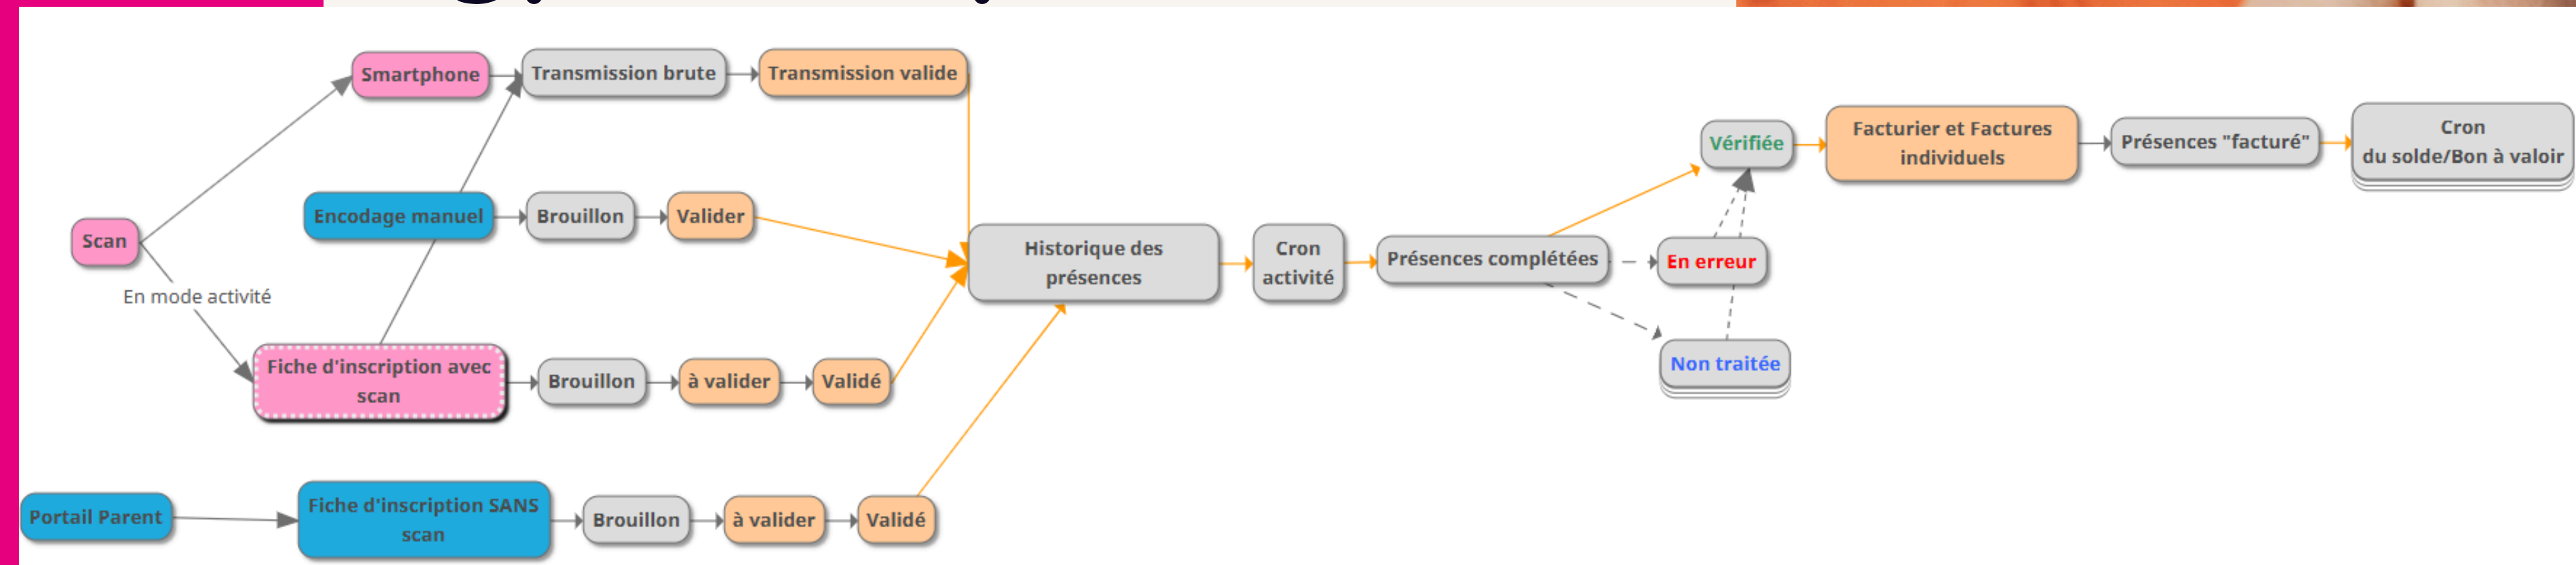 Smartphone
Transmission brute
Transmission valide
Encodage manuel
Brouillon
Valider
Scan
En mode activité
Fiche d'inscription avec
scan
Brouillon
à valider
Validé
Portail Parent
Fiche d'inscription SANS
scan
Brouillon
à valider
Validé
Historique des
présences
Cron
activité
Présences complétées
Vérifiée
En erreur
Non traitée
Facturier et Factures
individuels
Présences "facturé"
Cron
du solde/Bon à valoir